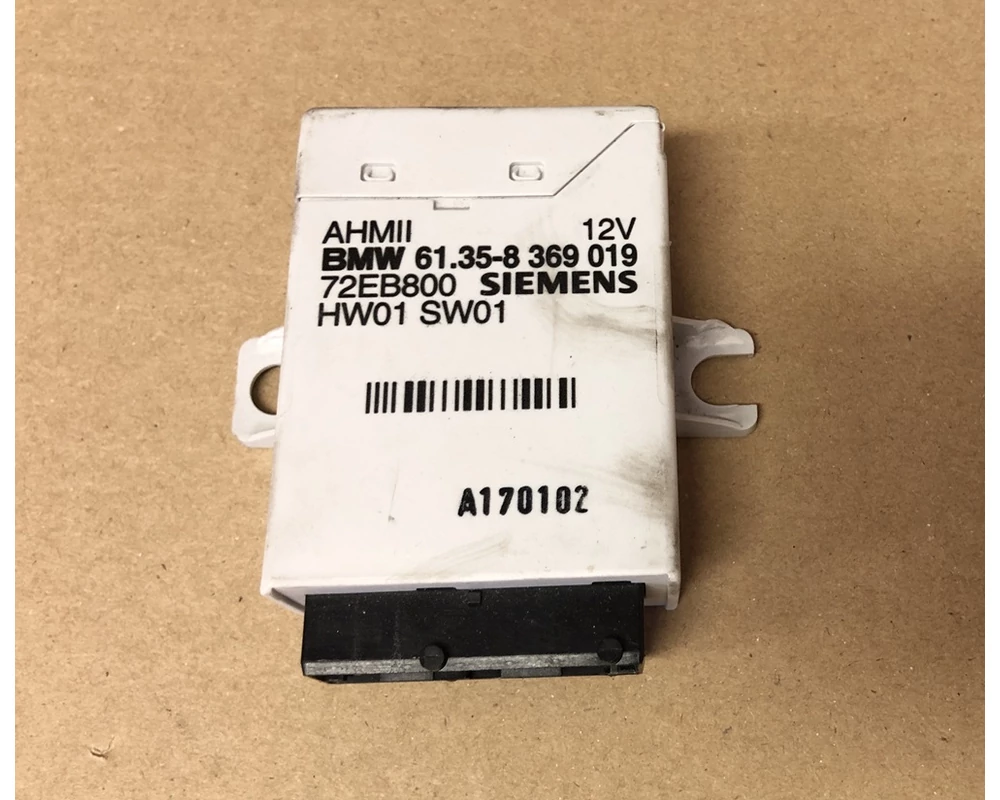 AHMII 12V
BMW 61.35-8 369 019
72EB800 SIEMENS
HW01 SW01
A170102